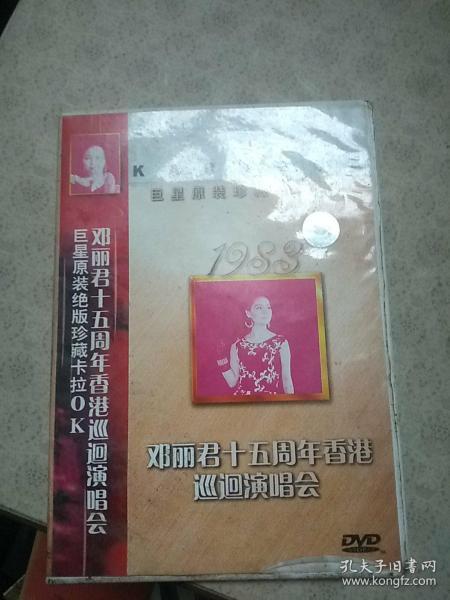 邓丽君十五周年香港巡迴演唱会
巨星原装绝版珍藏卡拉OK
K
巨星原装珍
1983
邓丽君十五周年香港
巡迴演唱会
DVD
孔夫子旧书网
www.kongfz.com